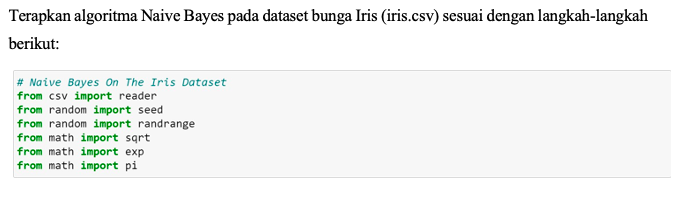 Terapkan algoritma Naive Bayes pada dataset bunga Iris (iris.csv) sesuai dengan langkah-langkah
berikut:
# Naive Bayes On The Iris Dataset
from csv import reader
from random import seed
from random import randrange
from math import sqrt
from math import exp
from math import pi